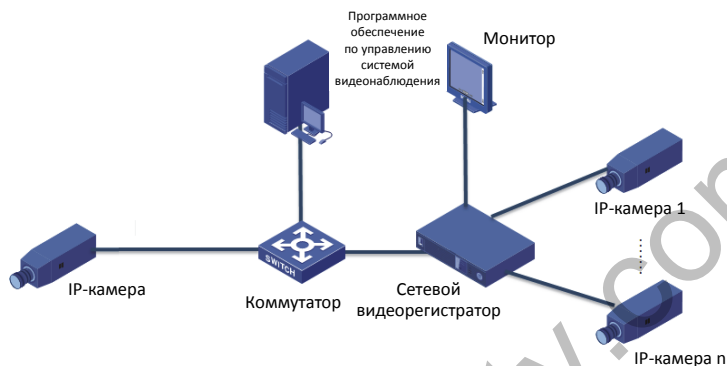 Программное
обеспечение
по управлению
системой
видеонаблюдения
Монитор
IP-камера 1
IP-камера
SWITCH
Коммутатор
Сетевой
видеорегистратор
IP-камера n